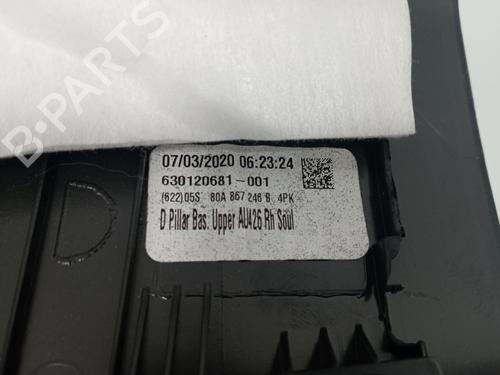 B-PARTS
07/03/2020 06:23:24
630120681-001
(622)05S 80A 867 246 B 4PK
D Pillar Bas. Upper AU426 Rh Soul